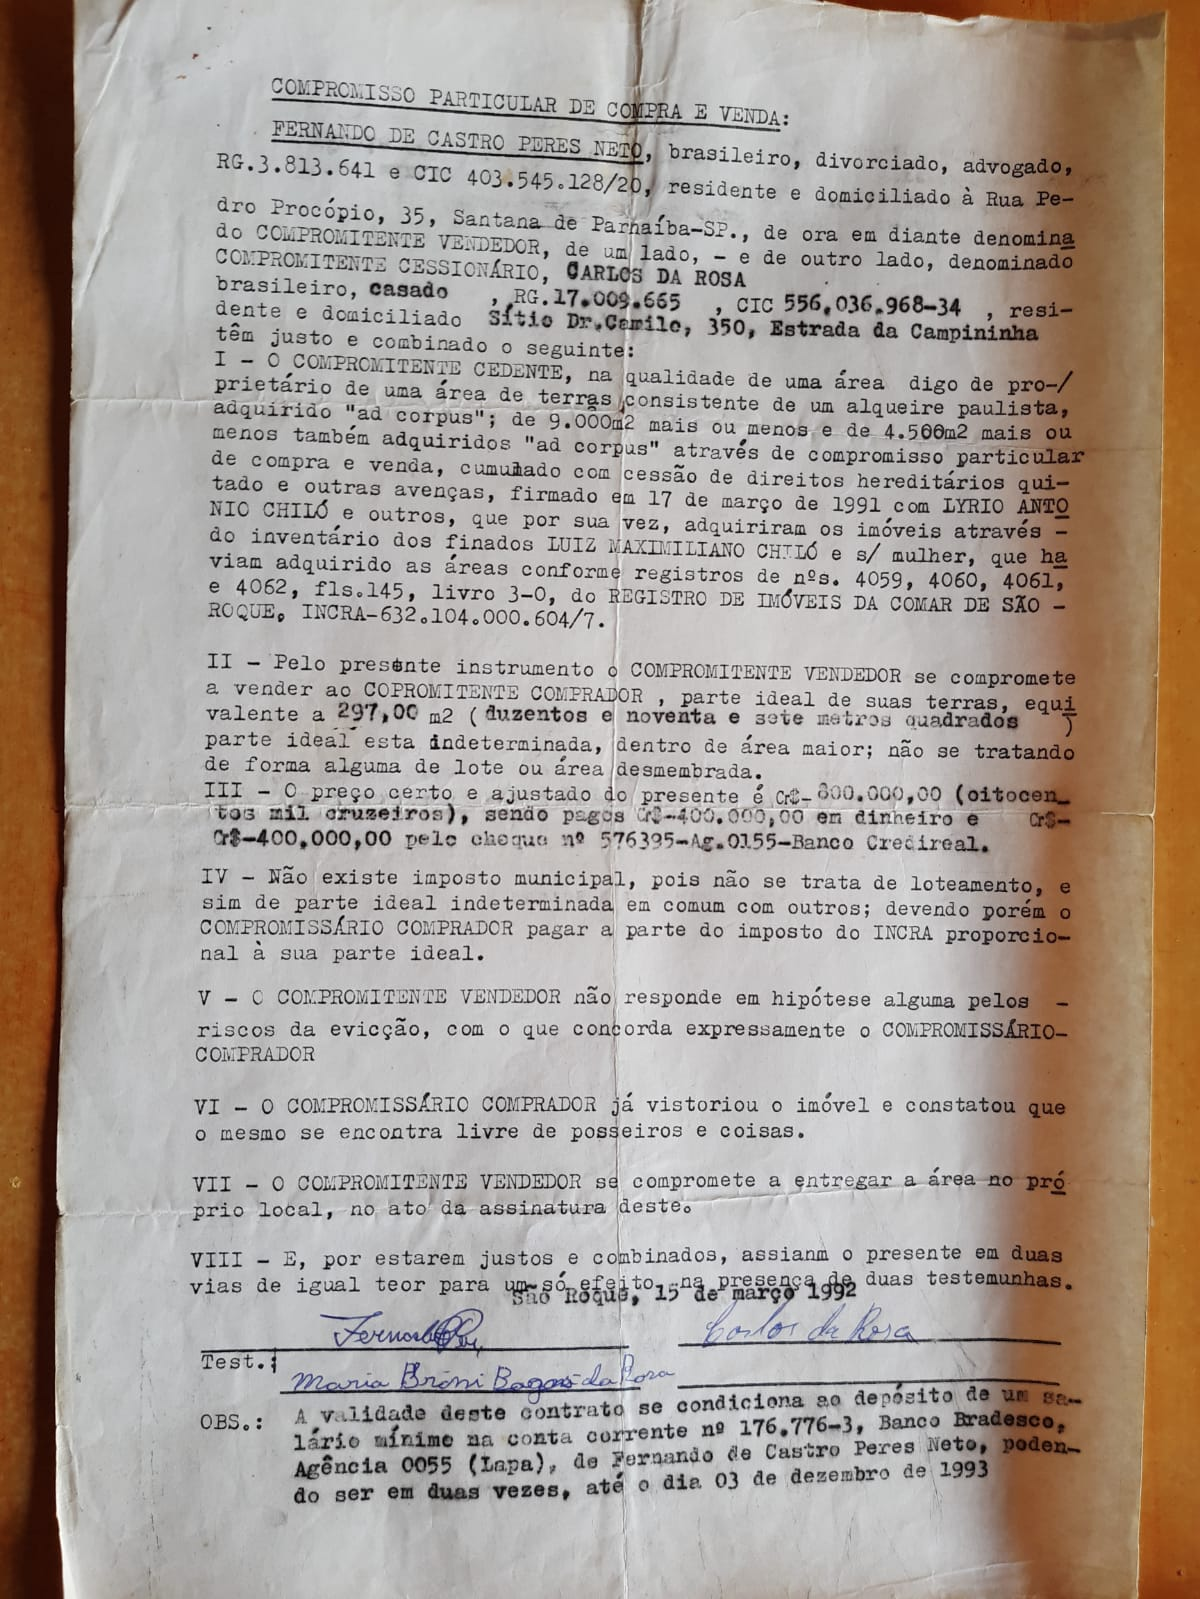 COMPROMISSO PARTICULAR DE COMPRA E VENDA:
FERNANDO DE CASTRO PERES NETO, brasileiro, divorciado, advogado,
RG.3.813.641 e CIC 403.545.128/20, residente e domiciliado à Rua Pe-
dro Procópio, 35, Santana de Parnaíba-SP., de ora em diante denomina
do COMPROMITENTE VENDEDOR, de um lado, - e de outro lado, denominado
COMPROMITENTE CESSIONÁRIO, CARLOS DA ROSA
brasileiro, casado , RG.17.009.665 , CIC 556.036.968-34 , resi-
dente e domiciliado Sítio Dr.Camilo, 350, Estrada da Campininha
têm justo e combinado o seguinte:
I - O COMPROMITENTE CEDENTE, na qualidade de uma área digo de pro-/
prietário de uma área de terras, consistente de um alqueire paulista,
adquirido "ad corpus"; de 9.000m2 mais ou menos e de 4.500m2 mais ou
menos também adquiridos "ad corpus" através de compromisso particular
de compra e venda, cumulado com cessão de direitos hereditários qui-
tado e outras avenças, firmado em 17 de março de 1991 com LYRIO ANTO
NIO CHILÓ e outros, que por sua vez, adquiriram os imóveis através -
do inventário dos finados LUIZ MAXIMILIANO CHILÓ e s/ mulher, que ha
viam adquirido as áreas conforme registros de nºs. 4059, 4060, 4061,
e 4062, fls.145, livro 3-0, do REGISTRO DE IMÓVEIS DA COMAR DE SÃO -
ROQUE. INCRA-632.104.000.604/7.
II - Pelo presente instrumento o COMPROMITENTE VENDEDOR se compromete
a vender ao COPROMITENTE COMPRADOR , parte ideal de suas terras, equi
valente a 297,00 m2 ( duzentos e noventa e sete metros quadrados )
parte ideal esta indeterminada, dentro de área maior; não se tratando
de forma alguma de lote ou área desmembrada.
III - O preço certo e ajustado do presente é Cr$- 800.000,00 (oitocen_
tos mil cruzeiros), sendo pagos Cr$-400.000,00 em dinheiro e Cr$-
Cr$-400.000,00 pelo cheque nº 576395-Ag.0155-Banco Credireal.
IV - Não existe imposto municipal, pois não se trata de loteamento, e
sim de parte ideal indeterminada em comum com outros; devendo porém o
COMPROMISSÁRIO COMPRADOR pagar a parte do imposto do INCRA proporcio-
nal à sua parte ideal.
V - O COMPROMITENTE VENDEDOR não responde em hipótese alguma pelos -
riscos da evicção, com o que concorda expressamente o COMPROMISSÁRIO-
COMPRADOR
VI - O COMPROMISSÁRIO COMPRADOR já vistoriou o imóvel e constatou que
o mesmo se encontra livre de posseiros e coisas.
VII - O COMPROMITENTE VENDEDOR se compromete a entregar a área no pró
prio local, no ato da assinatura deste.
VIII - E, por estarem justos e combinados, assianm o presente em duas
vias de igual teor para um só efeito, na presença de duas testemunhas.
São Roque, 15 de março 1992
Carlos da Rosa
Test.:
Maria da Rosa
OBS.: A validade deste contrato se condiciona ao depósito de um sa-
lário mínimo na conta corrente nº 176.776-3, Banco Bradesco,
Agência 0055 (Lapa), de Fernando de Castro Peres Neto, poden-
do ser em duas vezes, até o dia 03 de dezembro de 1993